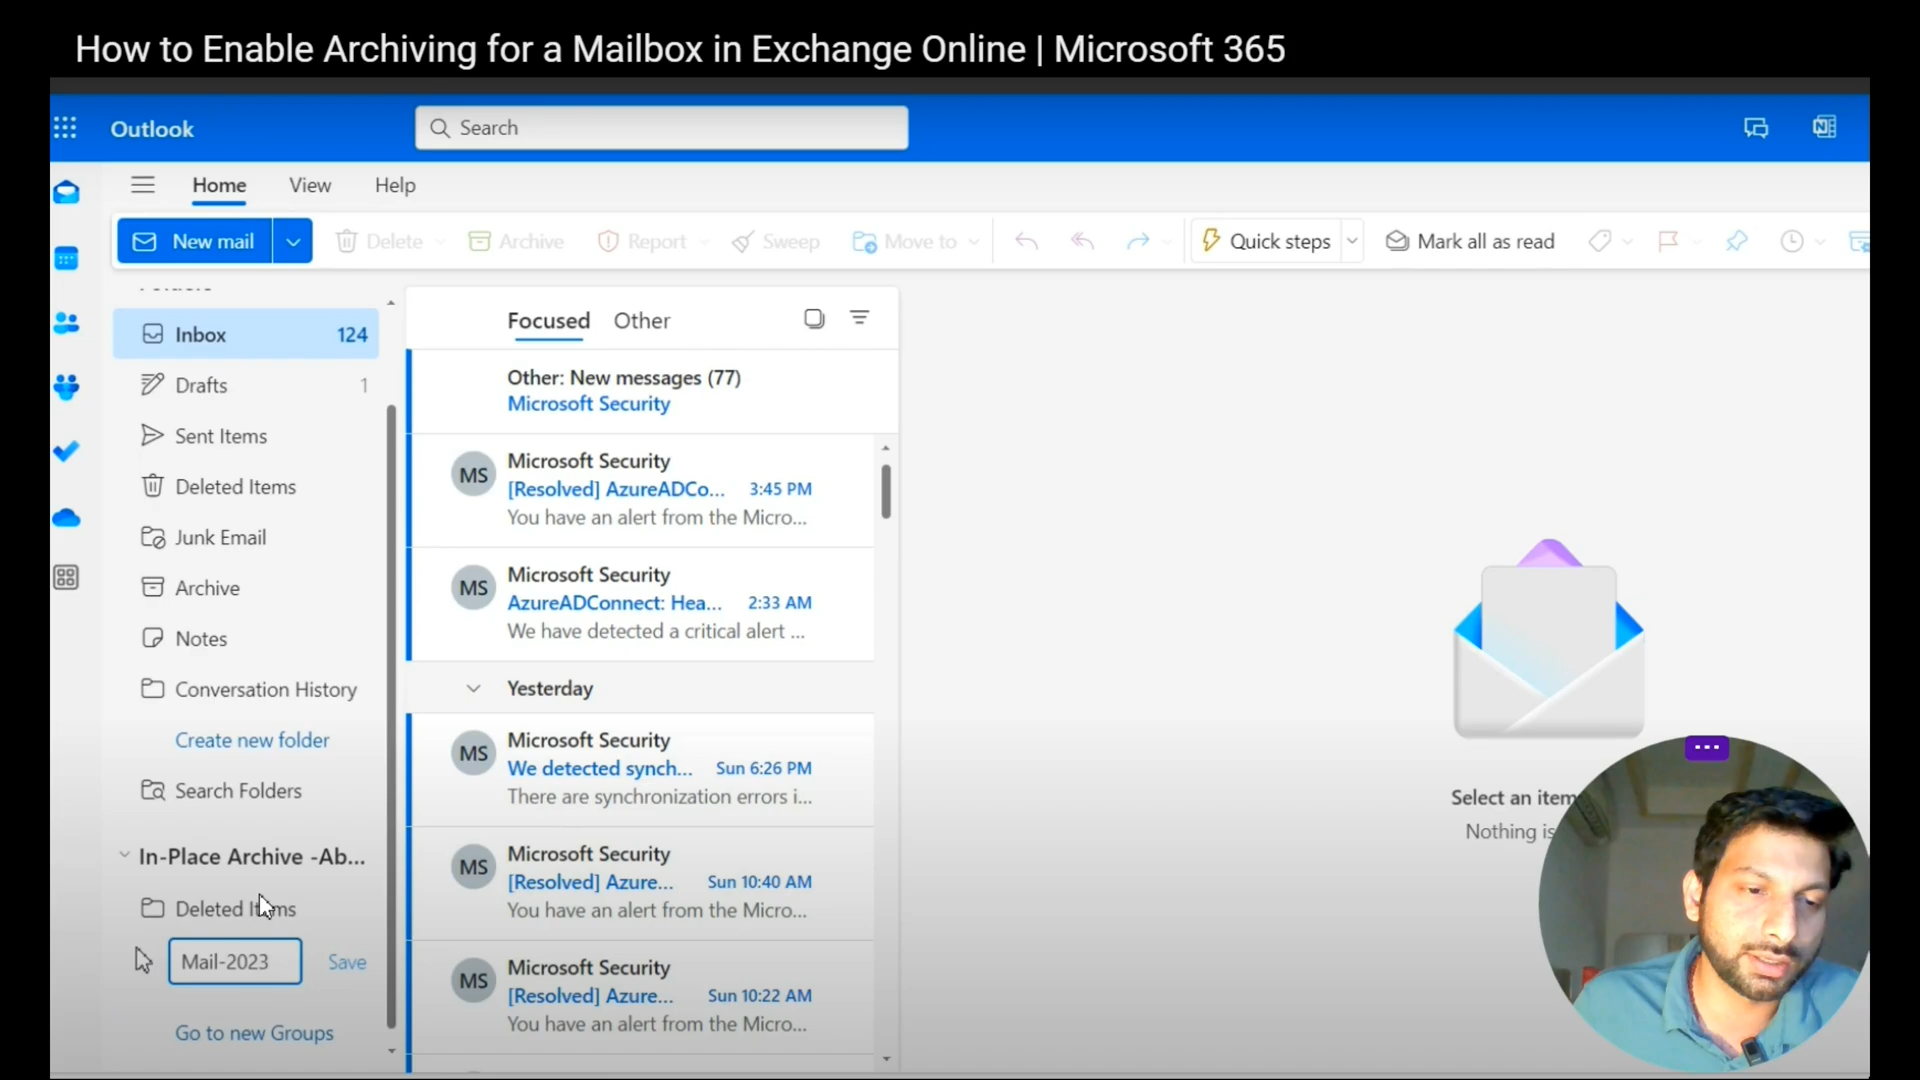 How to Enable Archiving for a Mailbox in Exchange Online | Microsoft 365
Outlook
Search
Home View Help
New mail
Delete
Archive
Report
Sweep
Move to
Quick steps
Mark all as read
Inbox 124
Drafts 1
Sent Items
Deleted Items
Junk Email
Archive
Notes
Conversation History
Create new folder
Search Folders
In-Place Archive -Ab...
Deleted Items
Mail-2023 Save
Go to new Groups
Focused Other
Other: New messages (77)
Microsoft Security
MS
Microsoft Security
[Resolved] AzureADCo... 3:45 PM
You have an alert from the Micro...
MS
Microsoft Security
AzureADConnect: Hea... 2:33 AM
We have detected a critical alert ...
Yesterday
MS
Microsoft Security
We detected synch... Sun 6:26 PM
There are synchronization errors i...
MS
Microsoft Security
[Resolved] Azure... Sun 10:40 AM
You have an alert from the Micro...
MS
Microsoft Security
[Resolved] Azure... Sun 10:22 AM
You have an alert from the Micro...
Select an item
Nothing is